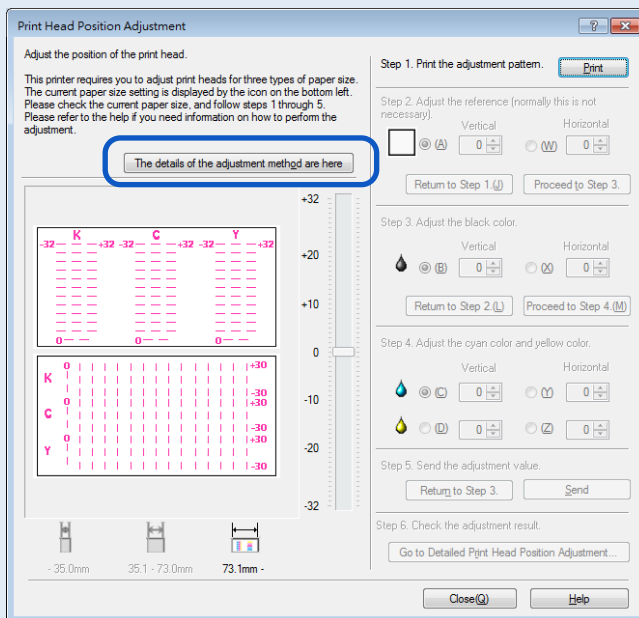 Print Head Position Adjustment
Adjust the position of the print head.
This printer requires you to adjust print heads for three types of paper size.
The current paper size setting is displayed by the icon on the bottom left.
Please check the current paper size, and follow steps 1 through 5.
Please refer to the help if you need information on how to perform the
adjustment.
The details of the adjustment method are here
+32
+20
+10
0
-10
-20
-32
K C Y
-32 +32 -32 +32 -32 +32
0 0 0
0 +30
K
-30
0 +30
C
-30
0 +30
Y
-30
- 35.0mm
35.1 - 73.0mm
73.1mm -
Step 1. Print the adjustment pattern.
Print
Step 2. Adjust the reference (normally this is not
necessary).
Vertical Horizontal
(A) 0 (W) 0
Return to Step 1.(J) Proceed to Step 3.
Step 3. Adjust the black color.
Vertical Horizontal
(B) 0 (X) 0
Return to Step 2.(L) Proceed to Step 4.(M)
Step 4. Adjust the cyan color and yellow color.
Vertical Horizontal
(C) 0 (Y) 0
(D) 0 (Z) 0
Step 5. Send the adjustment value.
Return to Step 3. Send
Step 6. Check the adjustment result.
Go to Detailed Print Head Position Adjustment...
Close(Q) Help